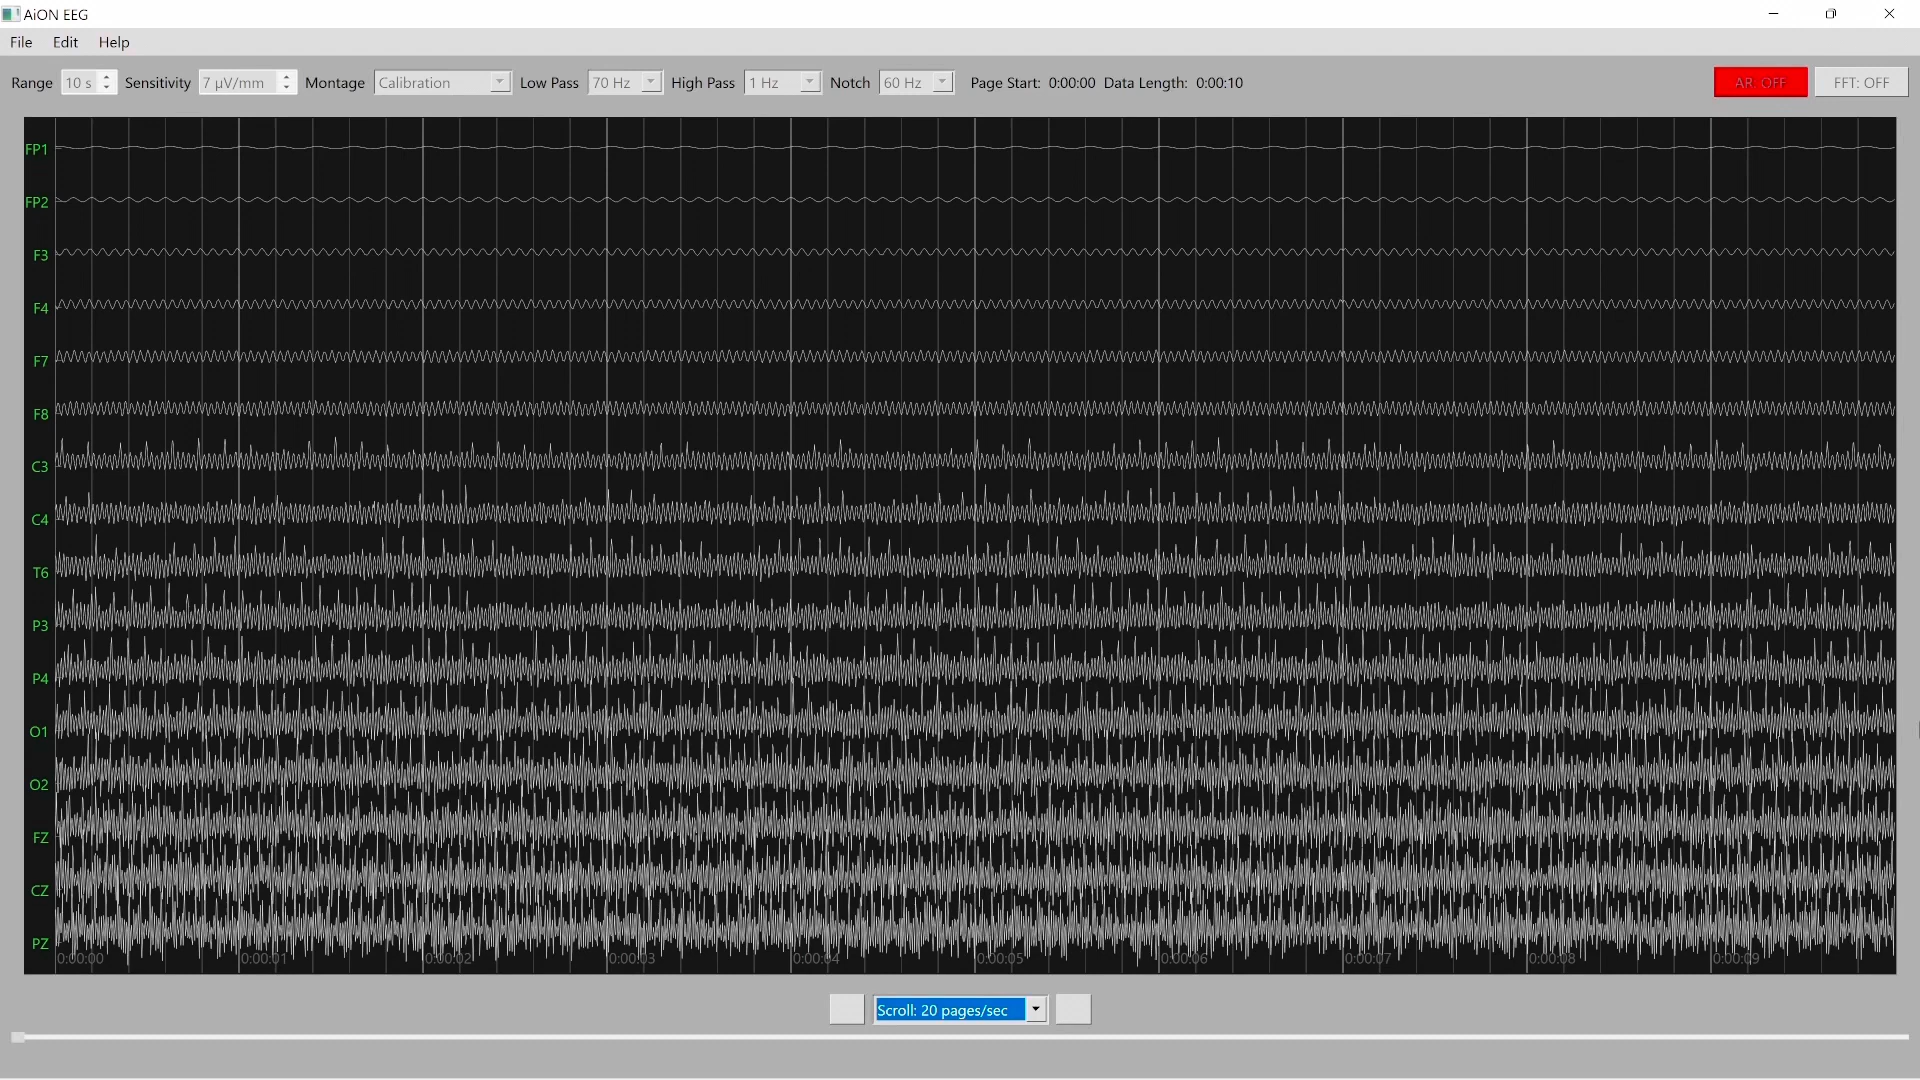 AiON EEG
File Edit Help
Range 10 s Sensitivity 7 µV/mm Montage Calibration Low Pass 70 Hz High Pass 1 Hz Notch 60 Hz Page Start: 0:00:00 Data Length: 0:00:10 AR: OFF FFT: OFF
FP1
FP2
F3
F4
F7
F8
C3
C4
T6
P3
P4
O1
O2
FZ
CZ
PZ
0:00:00 0:00:01 0:00:02 0:00:03 0:00:04 0:00:05 0:00:06 0:00:07 0:00:08 0:00:09
Scroll: 20 pages/sec